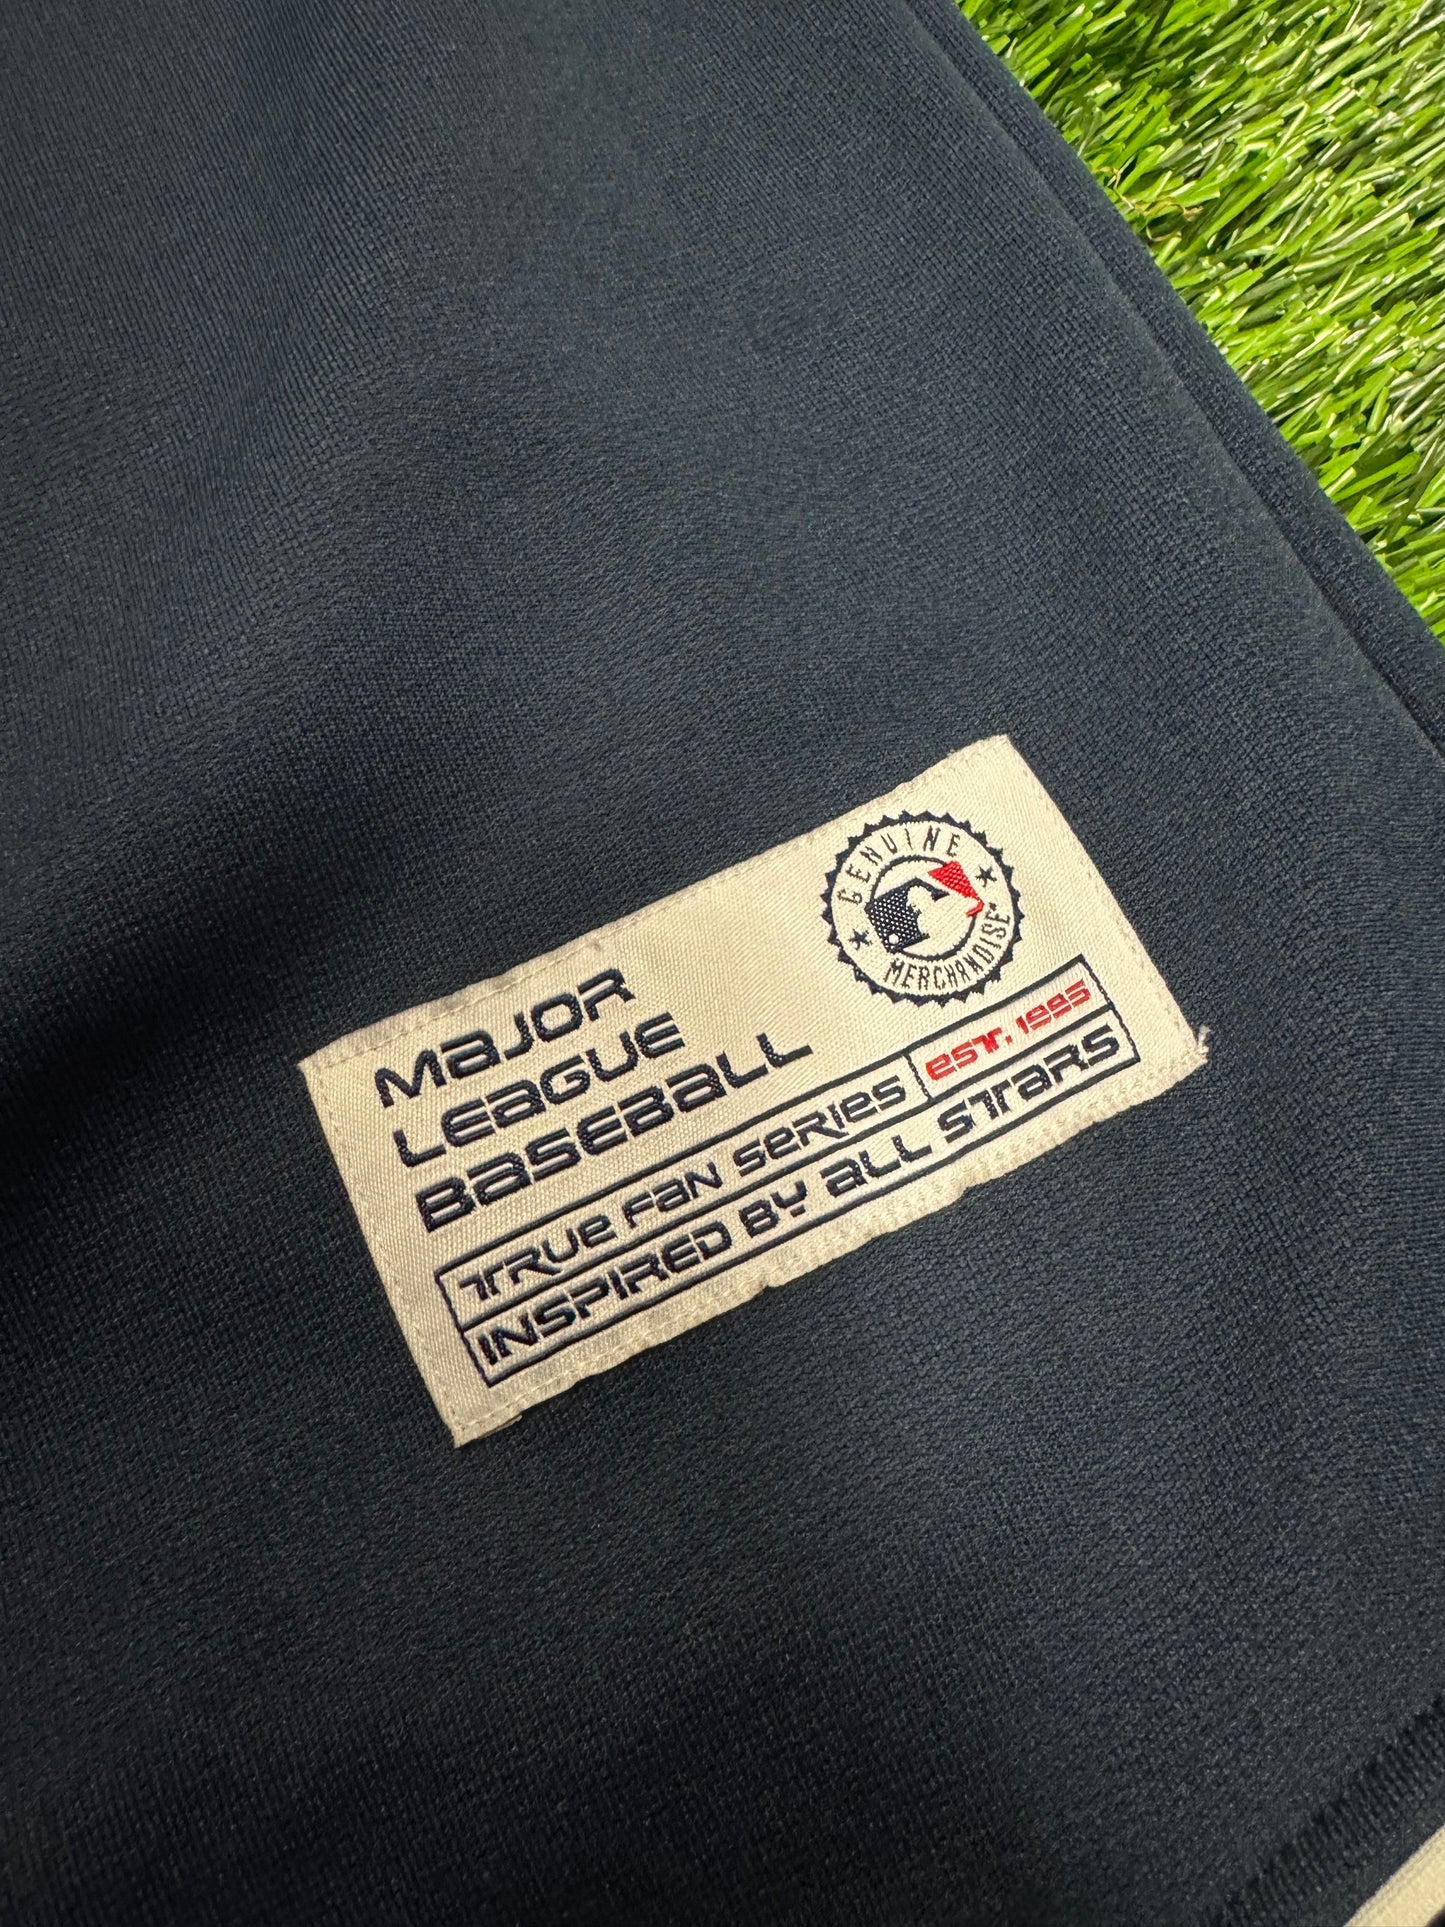 MAJOR
LEAGUE
BASEBALL
GENUINE
MERCHANDISE
TRUE FAN SERIES EST. 1995
INSPIRED BY ALL STARS